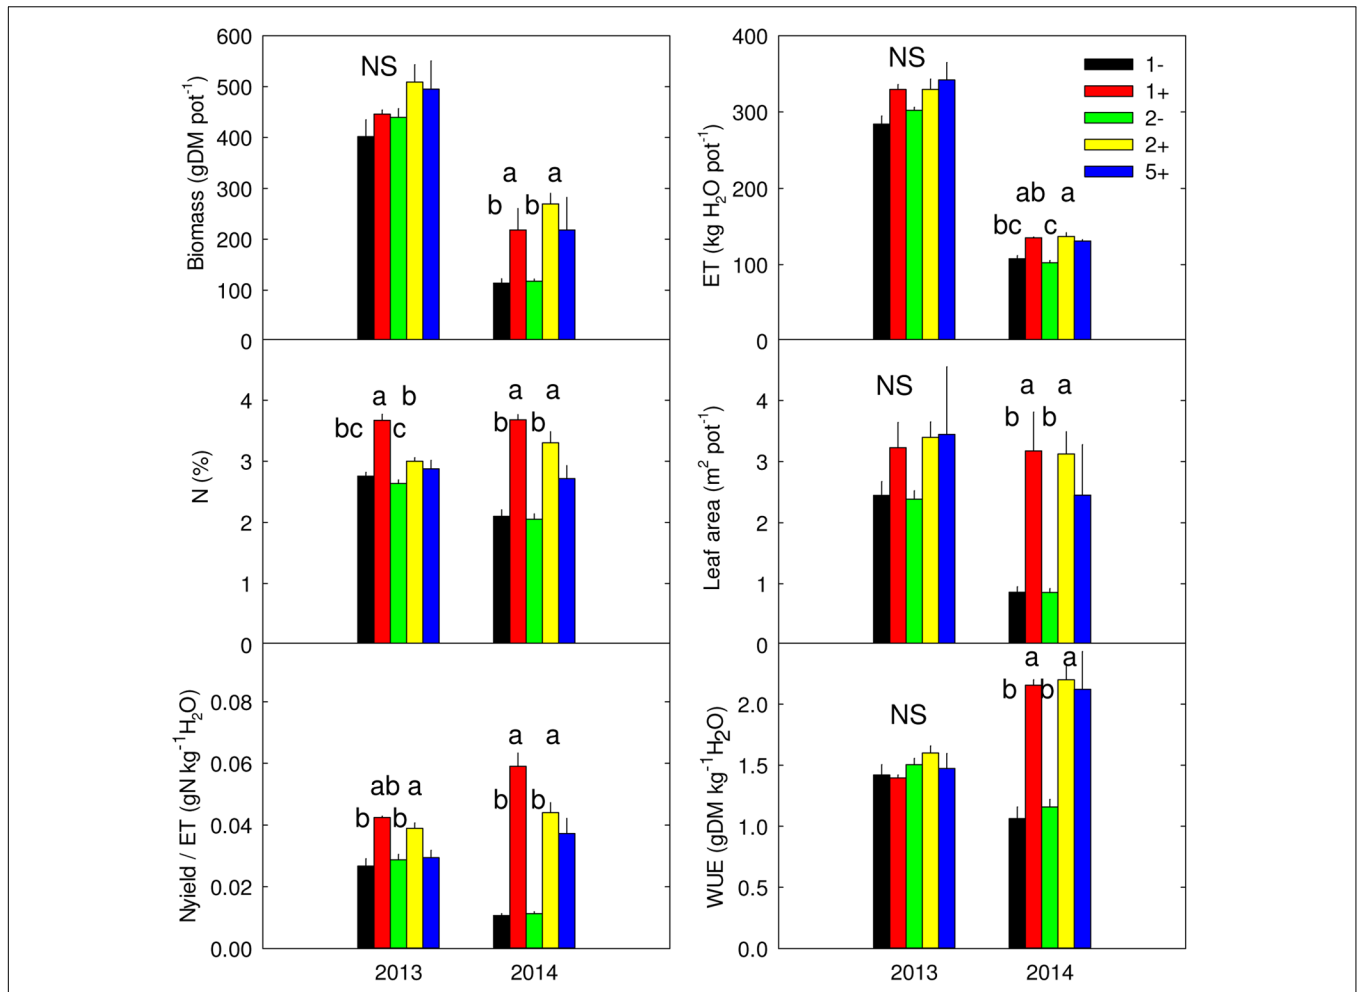 600
500
400
300
200
100
0
Biomass (gDM pot⁻¹)
NS
a a
b b
400
300
200
100
0
ET (kg H₂O pot⁻¹)
NS
ab a
bc c
1-
1+
2-
2+
5+
4
3
2
1
0
N (%)
a b
bc c
a a
b b
4
3
2
1
0
Leaf area (m² pot⁻¹)
NS
a a
b b
0.08
0.06
0.04
0.02
0.00
Nyield / ET (gN kg⁻¹H₂O)
ab a
b b
a a
b b
2013 2014
2.0
1.5
1.0
0.5
0.0
WUE (gDM kg⁻¹H₂O)
NS
a a
b b
2013 2014